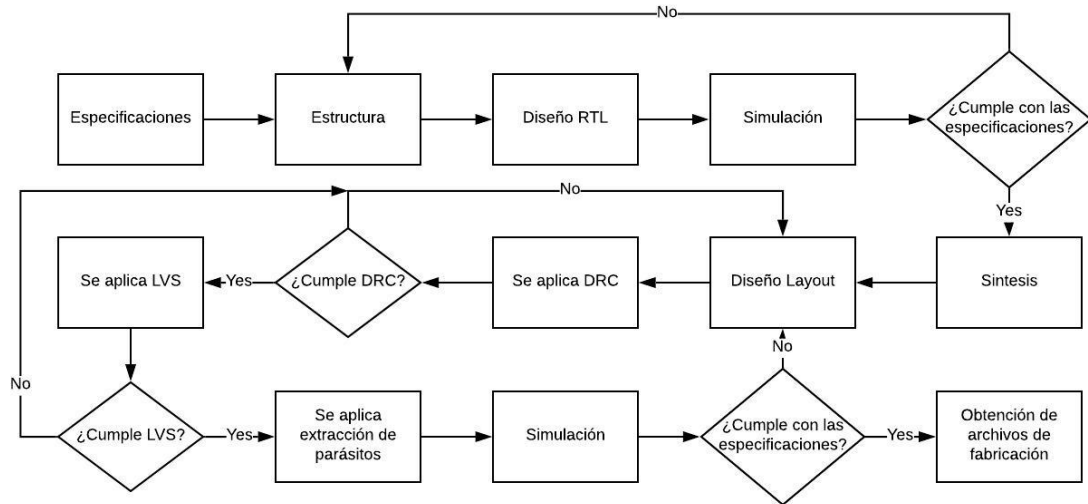 No
Especificaciones
Estructura
Diseño RTL
Simulación
¿Cumple con las
especificaciones?
Yes
No
Se aplica LVS
Yes
¿Cumple DRC?
Se aplica DRC
Diseño Layout
Sintesis
No
No
¿Cumple LVS?
Yes
Se aplica
extracción de
parásitos
Simulación
¿Cumple con las
especificaciones?
Yes
Obtención de
archivos de
fabricación